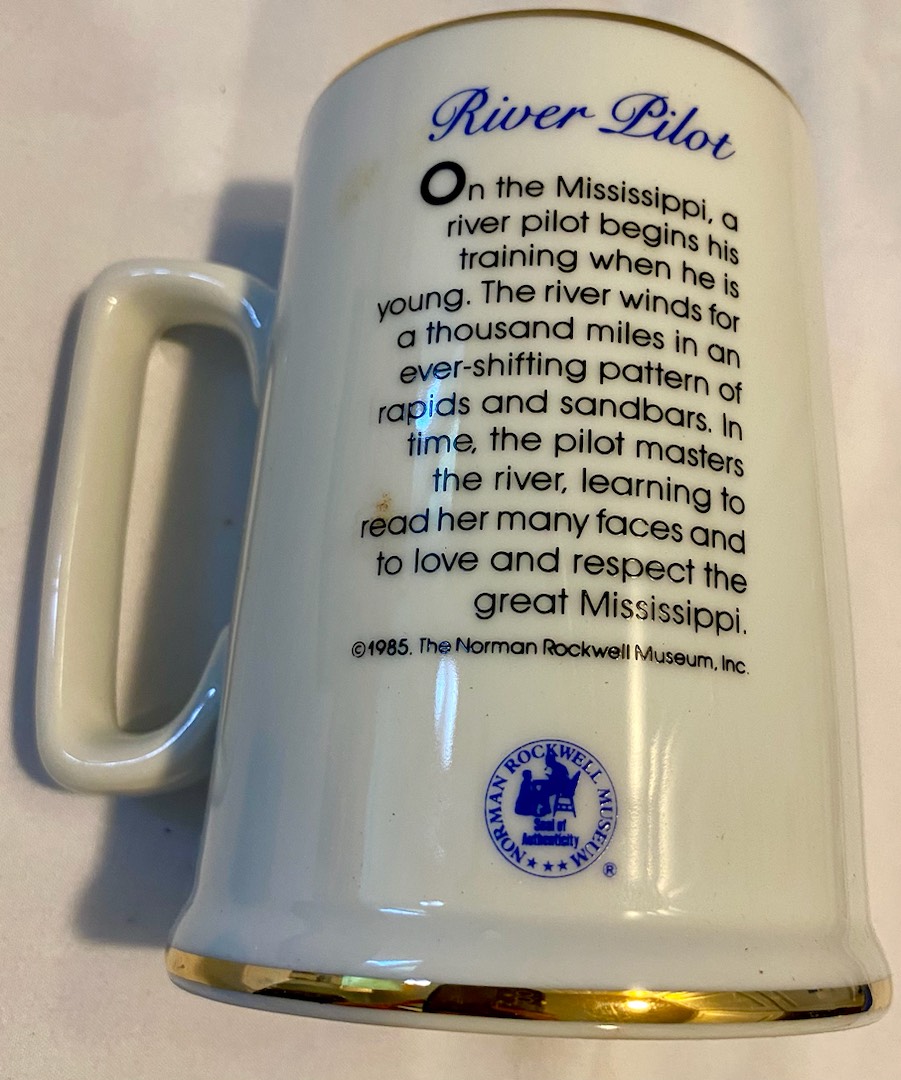 River Pilot
On the Mississippi, a
river pilot begins his
training when he is
young. The river winds for
a thousand miles in an
ever-shifting pattern of
rapids and sandbars. In
time, the pilot masters
the river, learning to
read her many faces and
to love and respect the
great Mississippi.
©1985. The Norman Rockwell Museum, Inc.
NORMAN ROCKWELL MUSEUM
Seal of
Authenticity
®